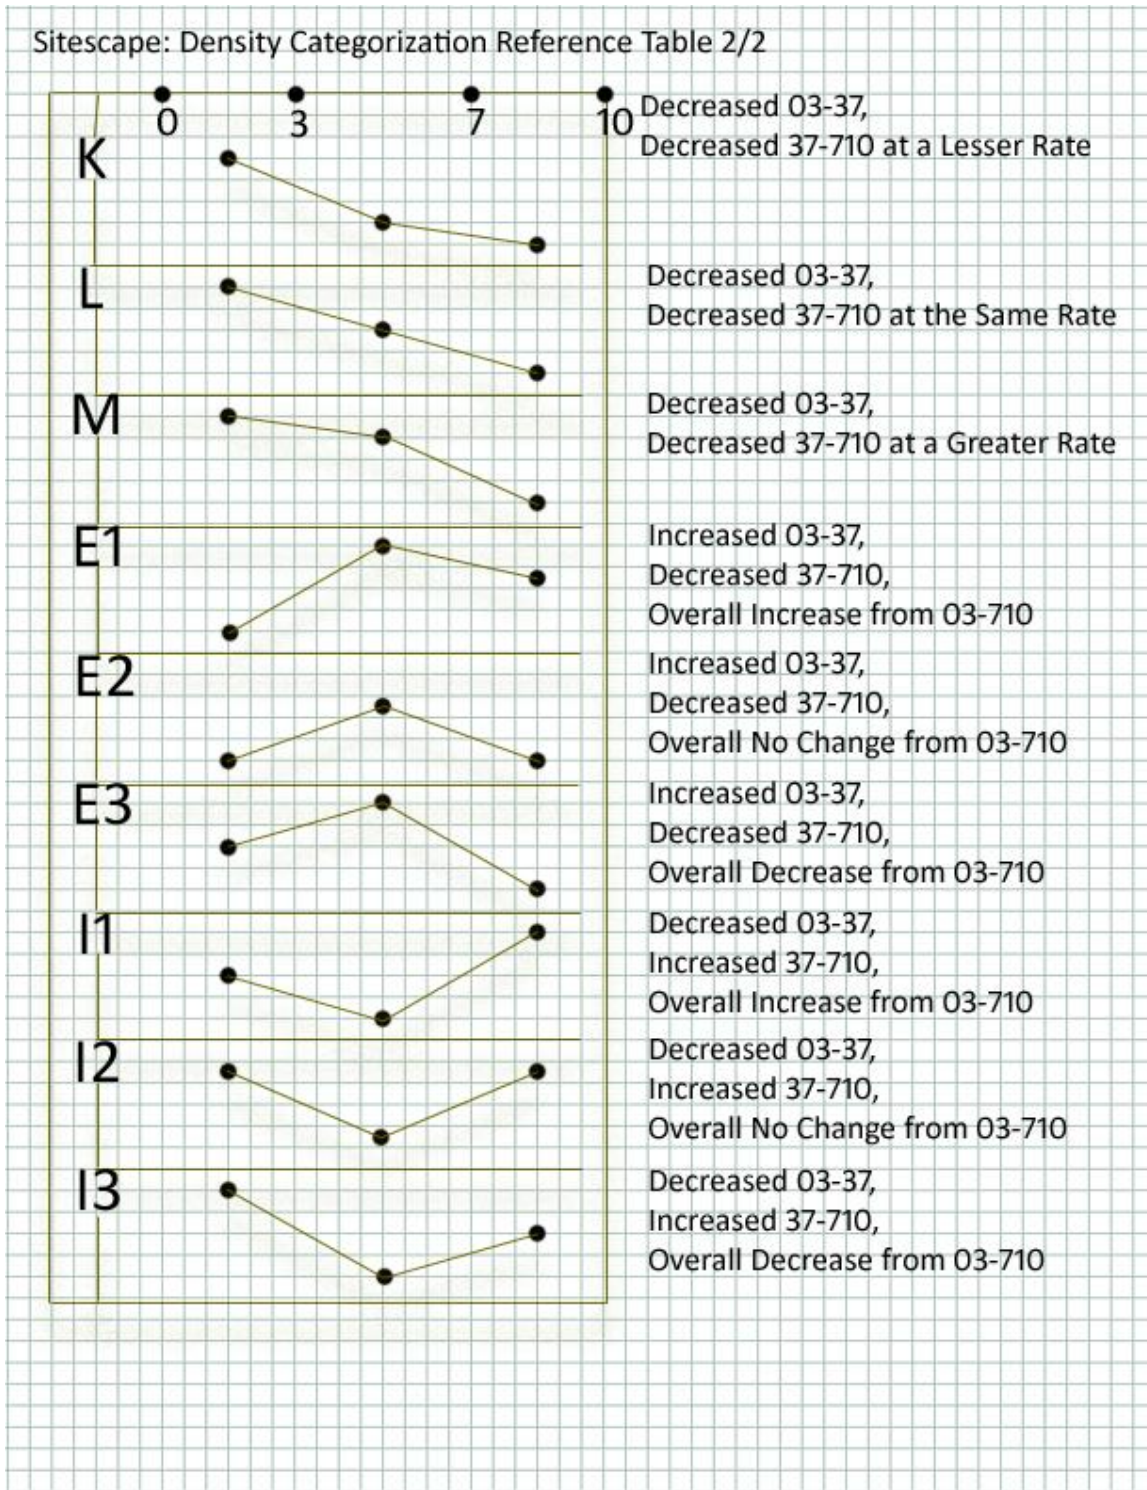 Sitescape: Density Categorization Reference Table 2/2
0 3 7 10
K
Decreased 03-37,
Decreased 37-710 at a Lesser Rate
L
Decreased 03-37,
Decreased 37-710 at the Same Rate
M
Decreased 03-37,
Decreased 37-710 at a Greater Rate
E1
Increased 03-37,
Decreased 37-710,
Overall Increase from 03-710
E2
Increased 03-37,
Decreased 37-710,
Overall No Change from 03-710
E3
Increased 03-37,
Decreased 37-710,
Overall Decrease from 03-710
I1
Decreased 03-37,
Increased 37-710,
Overall Increase from 03-710
I2
Decreased 03-37,
Increased 37-710,
Overall No Change from 03-710
I3
Decreased 03-37,
Increased 37-710,
Overall Decrease from 03-710